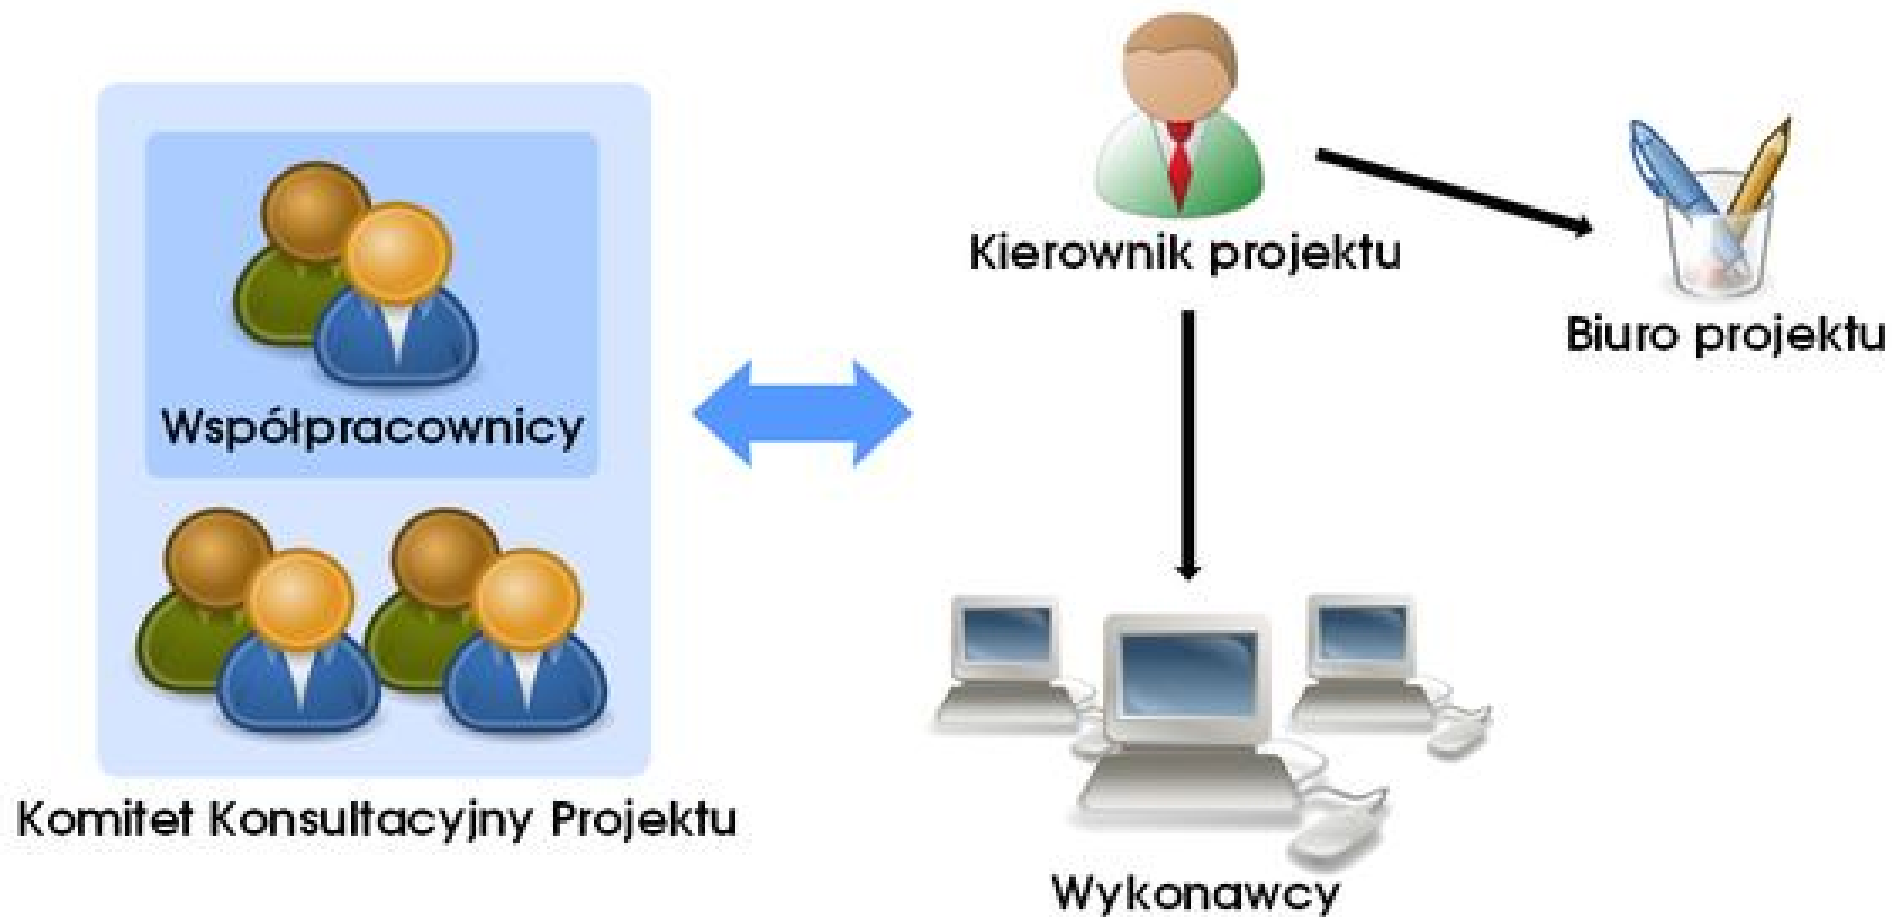 Kierownik projektu
Biuro projektu
Współpracownicy
Komitet Konsultacyjny Projektu
Wykonawcy